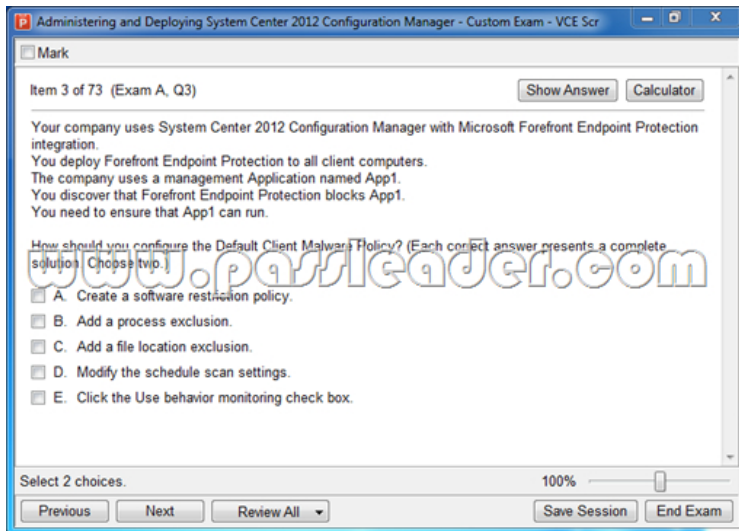 Administering and Deploying System Center 2012 Configuration Manager - Custom Exam - VCE Scr
Mark
Item 3 of 73 (Exam A, Q3)
Show Answer
Calculator
Your company uses System Center 2012 Configuration Manager with Microsoft Forefront Endpoint Protection
integration.
You deploy Forefront Endpoint Protection to all client computers.
The company uses a management Application named App1.
You discover that Forefront Endpoint Protection blocks App1.
You need to ensure that App1 can run.
How should you configure the Default Client Malware Policy? (Each correct answer presents a complete
solution. Choose two.)
www.passleader.com
A. Create a software restriction policy.
B. Add a process exclusion.
C. Add a file location exclusion.
D. Modify the schedule scan settings.
E. Click the Use behavior monitoring check box.
Select 2 choices.
100%
Previous
Next
Review All
Save Session
End Exam